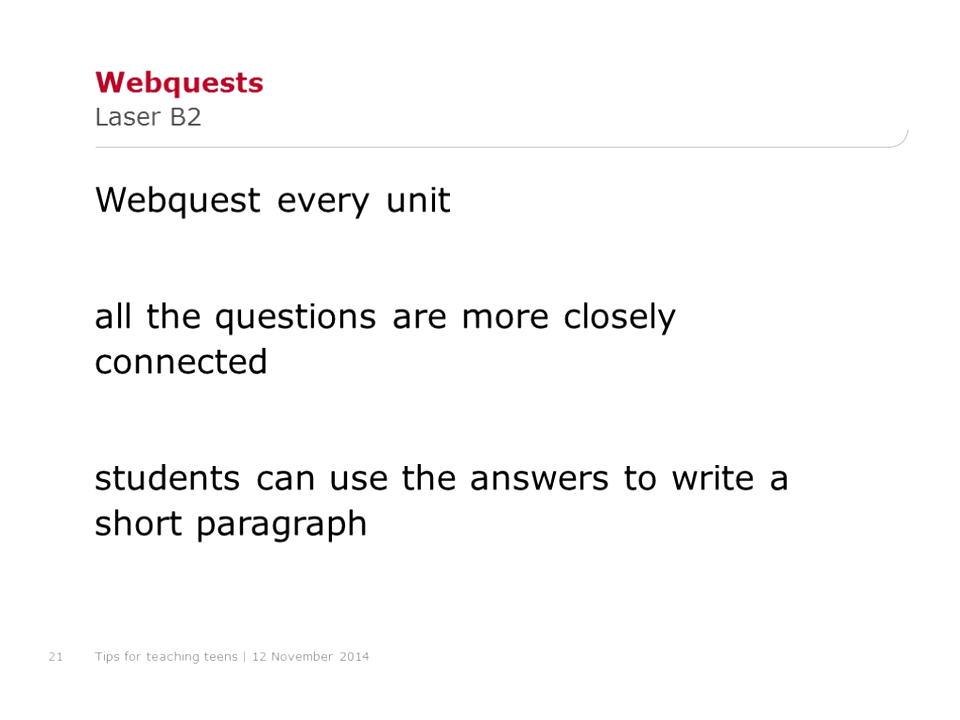 Webquests
Laser B2
Webquest every unit
all the questions are more closely
connected
students can use the answers to write a
short paragraph
21 Tips for teaching teens | 12 November 2014